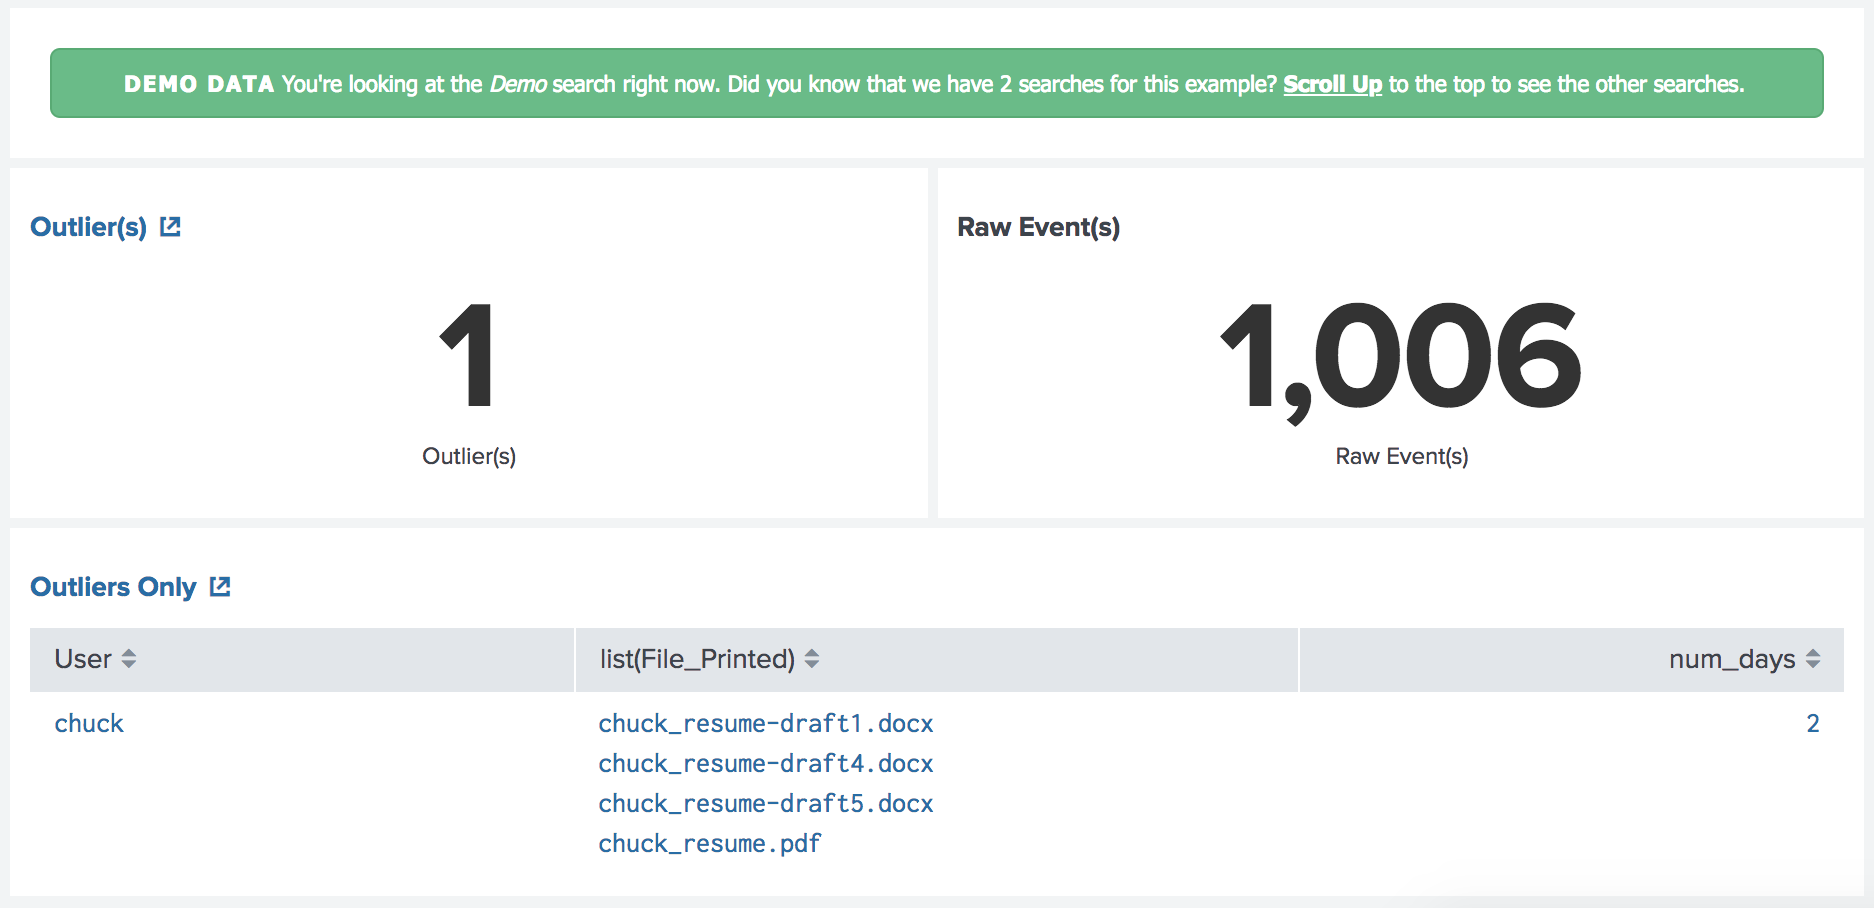 DEMO DATA You're looking at the Demo search right now. Did you know that we have 2 searches for this example? Scroll Up to the top to see the other searches.
Outlier(s)
1
Outlier(s)
Raw Event(s)
1,006
Raw Event(s)
Outliers Only
User list(File_Printed) num_days
chuck chuck_resume-draft1.docx 2
chuck_resume-draft4.docx
chuck_resume-draft5.docx
chuck_resume.pdf